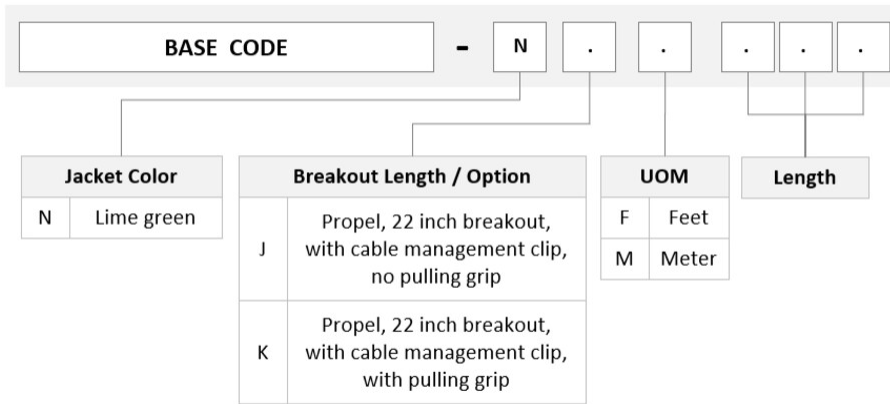 BASE CODE - N . . . . .
Jacket Color
N Lime green
Breakout Length / Option
J Propel, 22 inch breakout,
with cable management clip,
no pulling grip
K Propel, 22 inch breakout,
with cable management clip,
with pulling grip
UOM
F Feet
M Meter
Length